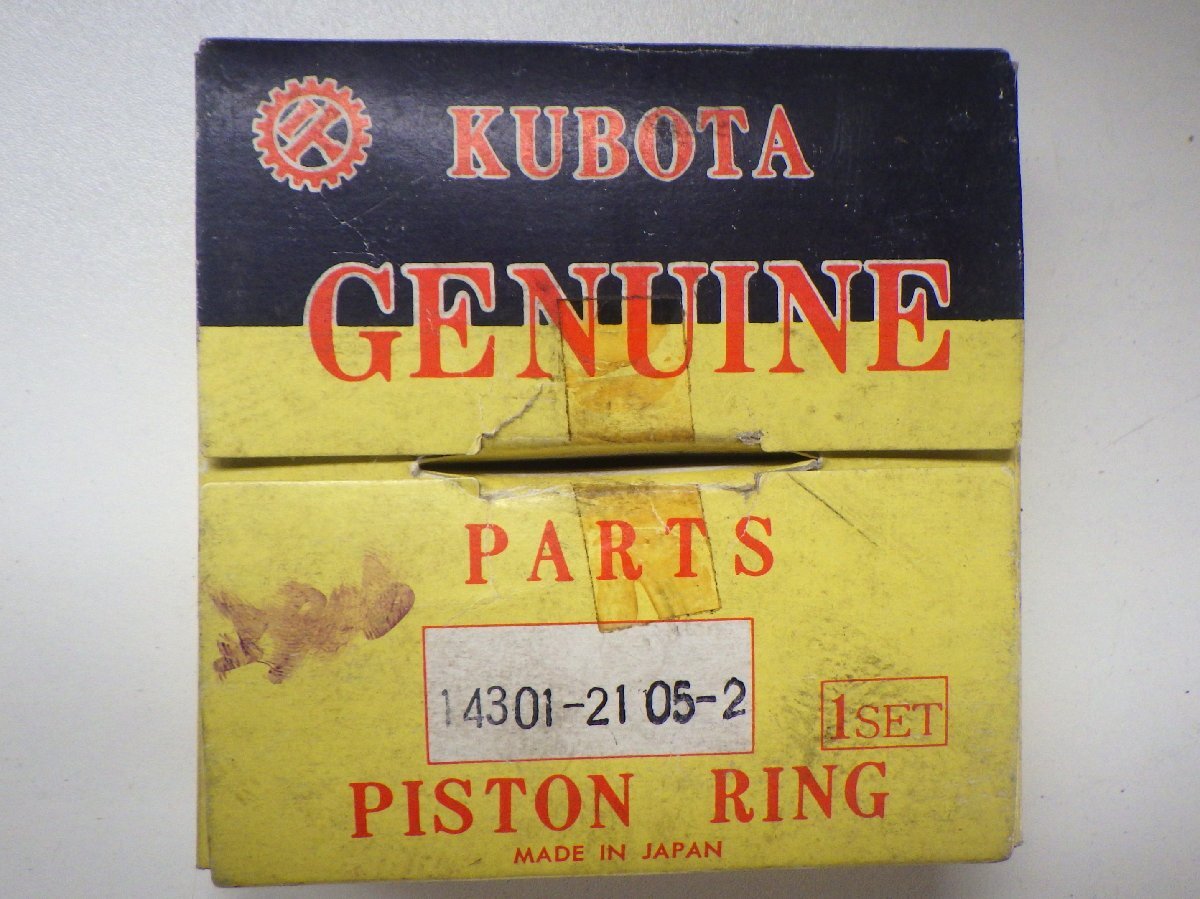 KUBOTA
GENUINE
PARTS
14301-2105-2
1SET
PISTON RING
MADE IN JAPAN